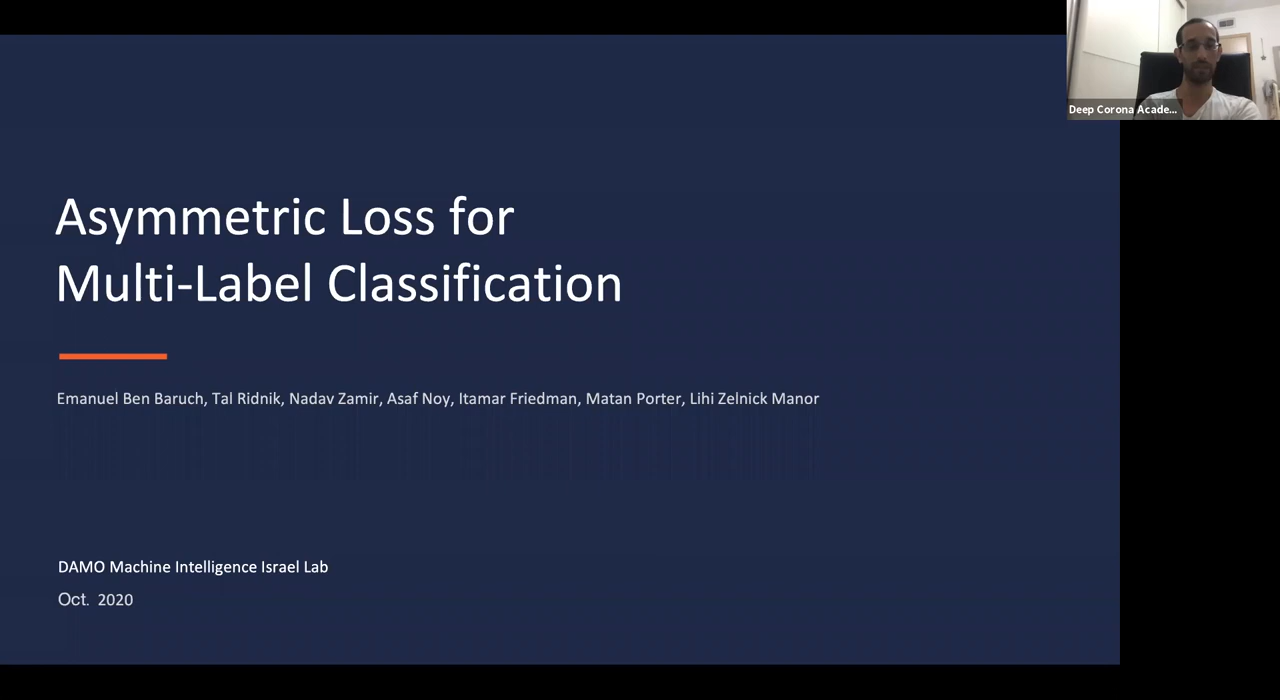 Deep Corona Acade...
Asymmetric Loss for
Multi-Label Classification
Emanuel Ben Baruch, Tal Ridnik, Nadav Zamir, Asaf Noy, Itamar Friedman, Matan Porter, Lihi Zelnick Manor
DAMO Machine Intelligence Israel Lab
Oct. 2020